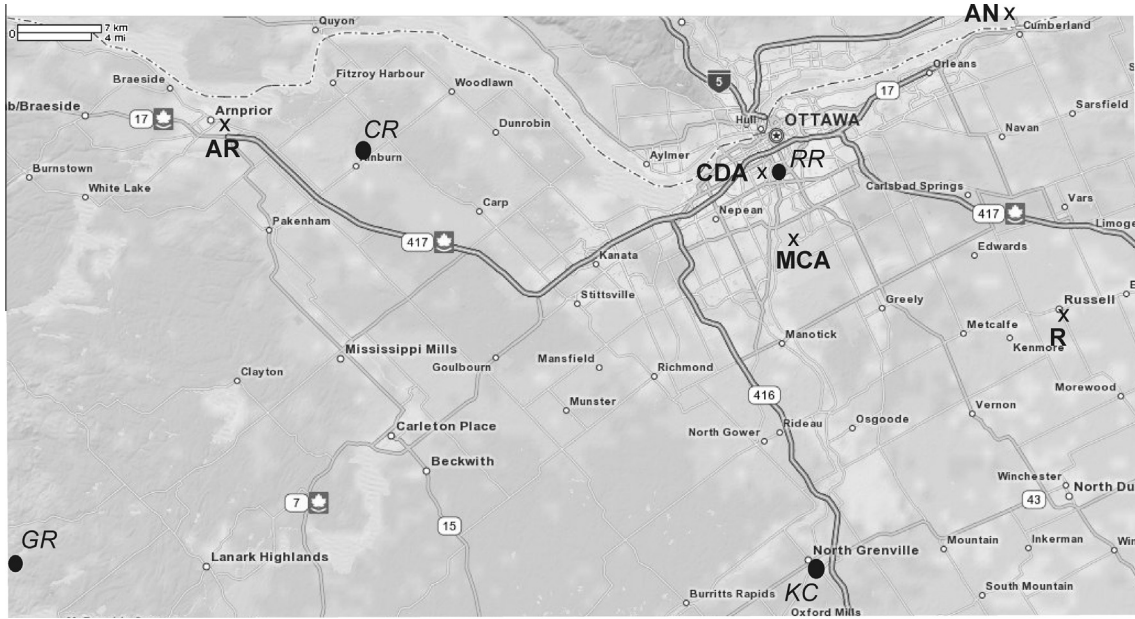 AN
Cumberland
Quyon
0
7 km
4 mi
Braeside
Fitzroy Harbour
Woodlawn
5
17
Orleans
b/Braeside
17
Arnprior
AR
CR
Kinburn
Dunrobin
Hull
OTTAWA
Sarsfield
Navan
Aylmer
CDA
RR
Burnstown
White Lake
Carp
Nepean
Carlsbad Springs
417
Vars
Limoge
Pakenham
417
Kanata
MCA
Edwards
Stittsville
Greely
Russell
R
Metcalfe
Kenmore
Manotick
Mississippi Mills
Goulbourn
Mansfield
Richmond
Clayton
416
Morewood
Munster
Vernon
Carleton Place
North Gower
Rideau
Osgoode
Beckwith
Winchester
North Du
7
15
43
GR
Lanark Highlands
North Grenville
Mountain
Inkerman
Win
KC
Burritts Rapids
South Mountain
Oxford Mills